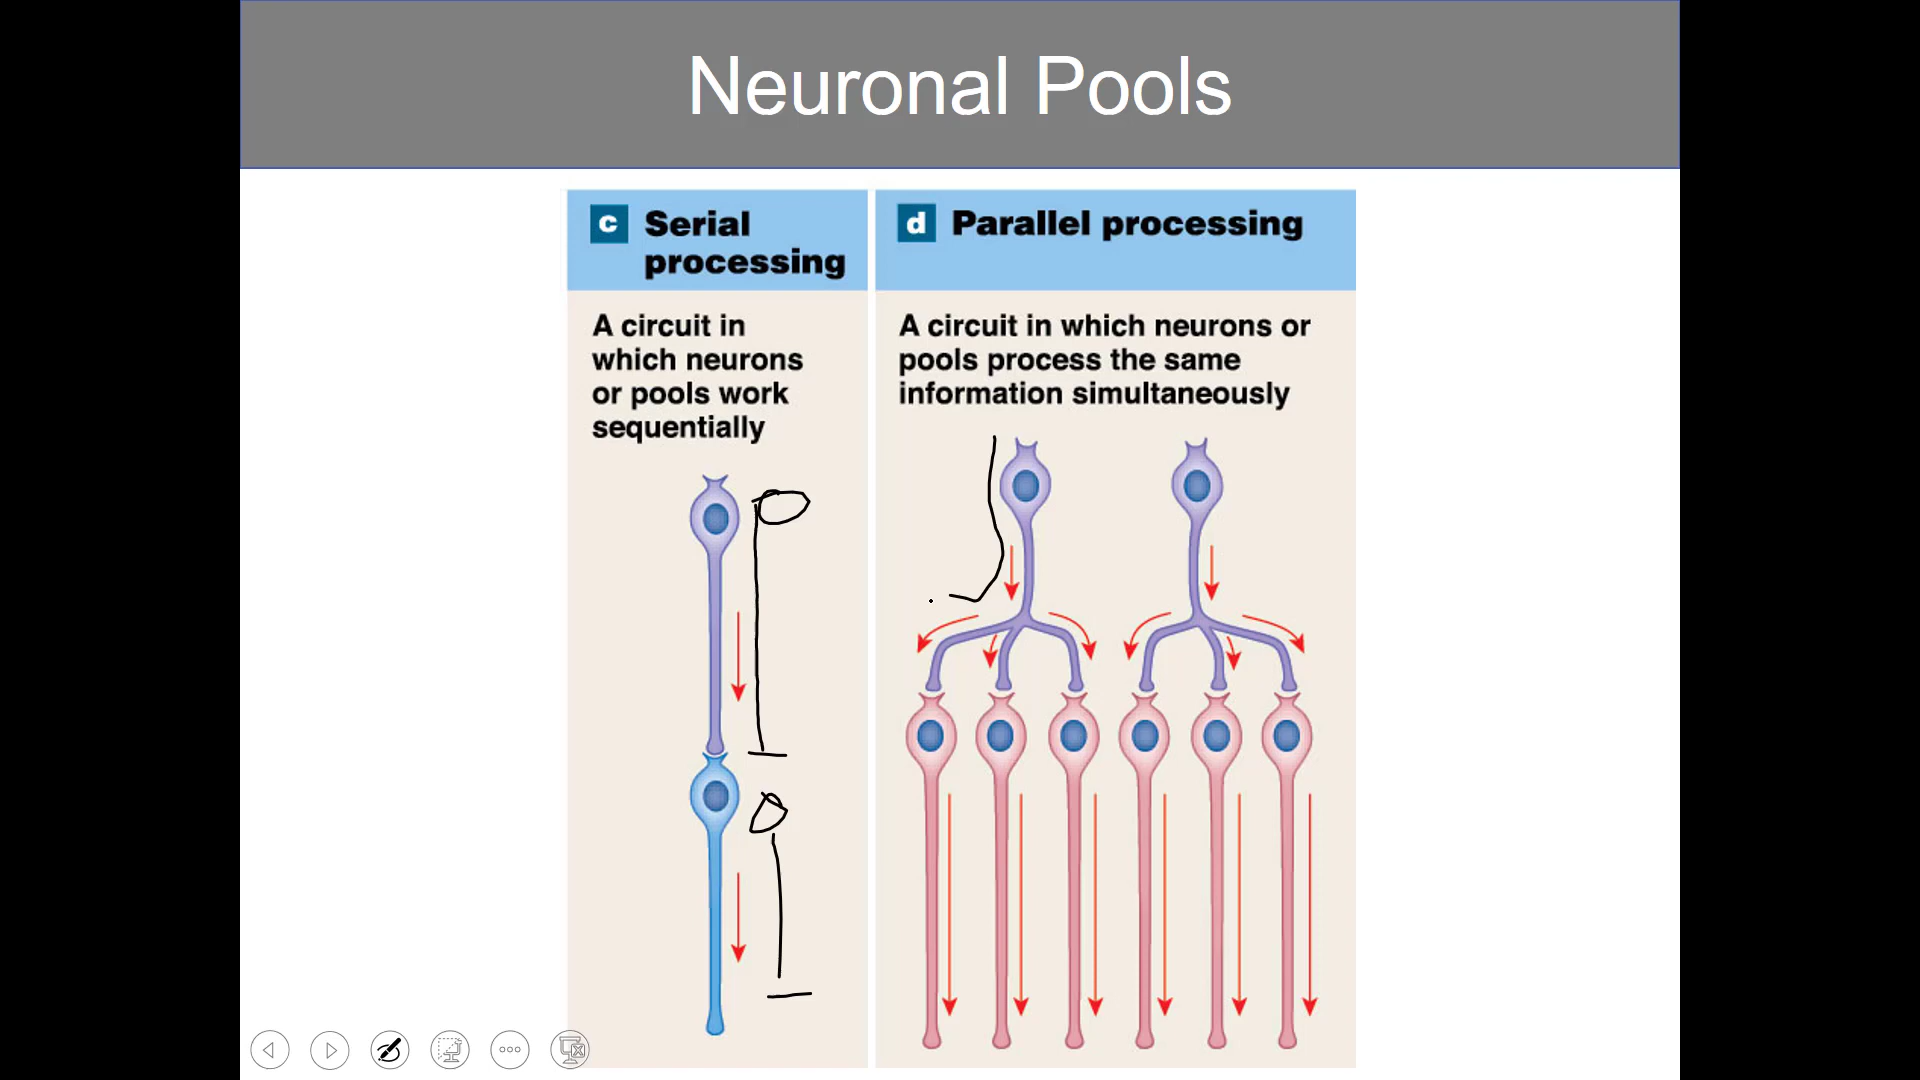 Neuronal Pools
c Serial
processing
A circuit in
which neurons
or pools work
sequentially
d Parallel processing
A circuit in which neurons or
pools process the same
information simultaneously